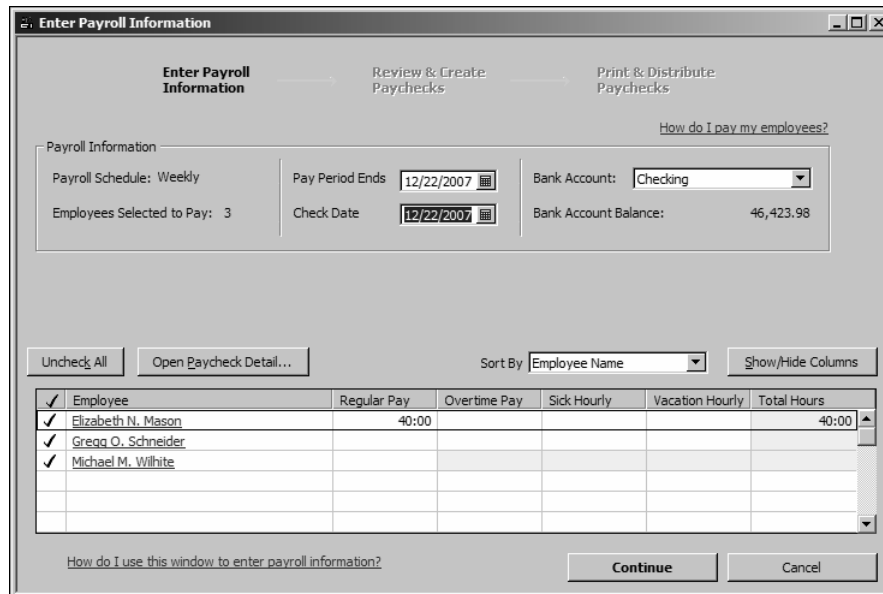 Enter Payroll Information
Enter Payroll Information
Review & Create Paychecks
Print & Distribute Paychecks
How do I pay my employees?
Payroll Information
Payroll Schedule: Weekly
Pay Period Ends 12/22/2007
Bank Account: Checking
Employees Selected to Pay: 3
Check Date 12/22/2007
Bank Account Balance: 46,423.98
Uncheck All
Open Paycheck Detail...
Sort By Employee Name
Show/Hide Columns
Employee Regular Pay Overtime Pay Sick Hourly Vacation Hourly Total Hours
Elizabeth N. Mason 40:00 40:00
Gregg O. Schneider
Michael M. Wilhite
How do I use this window to enter payroll information?
Continue
Cancel